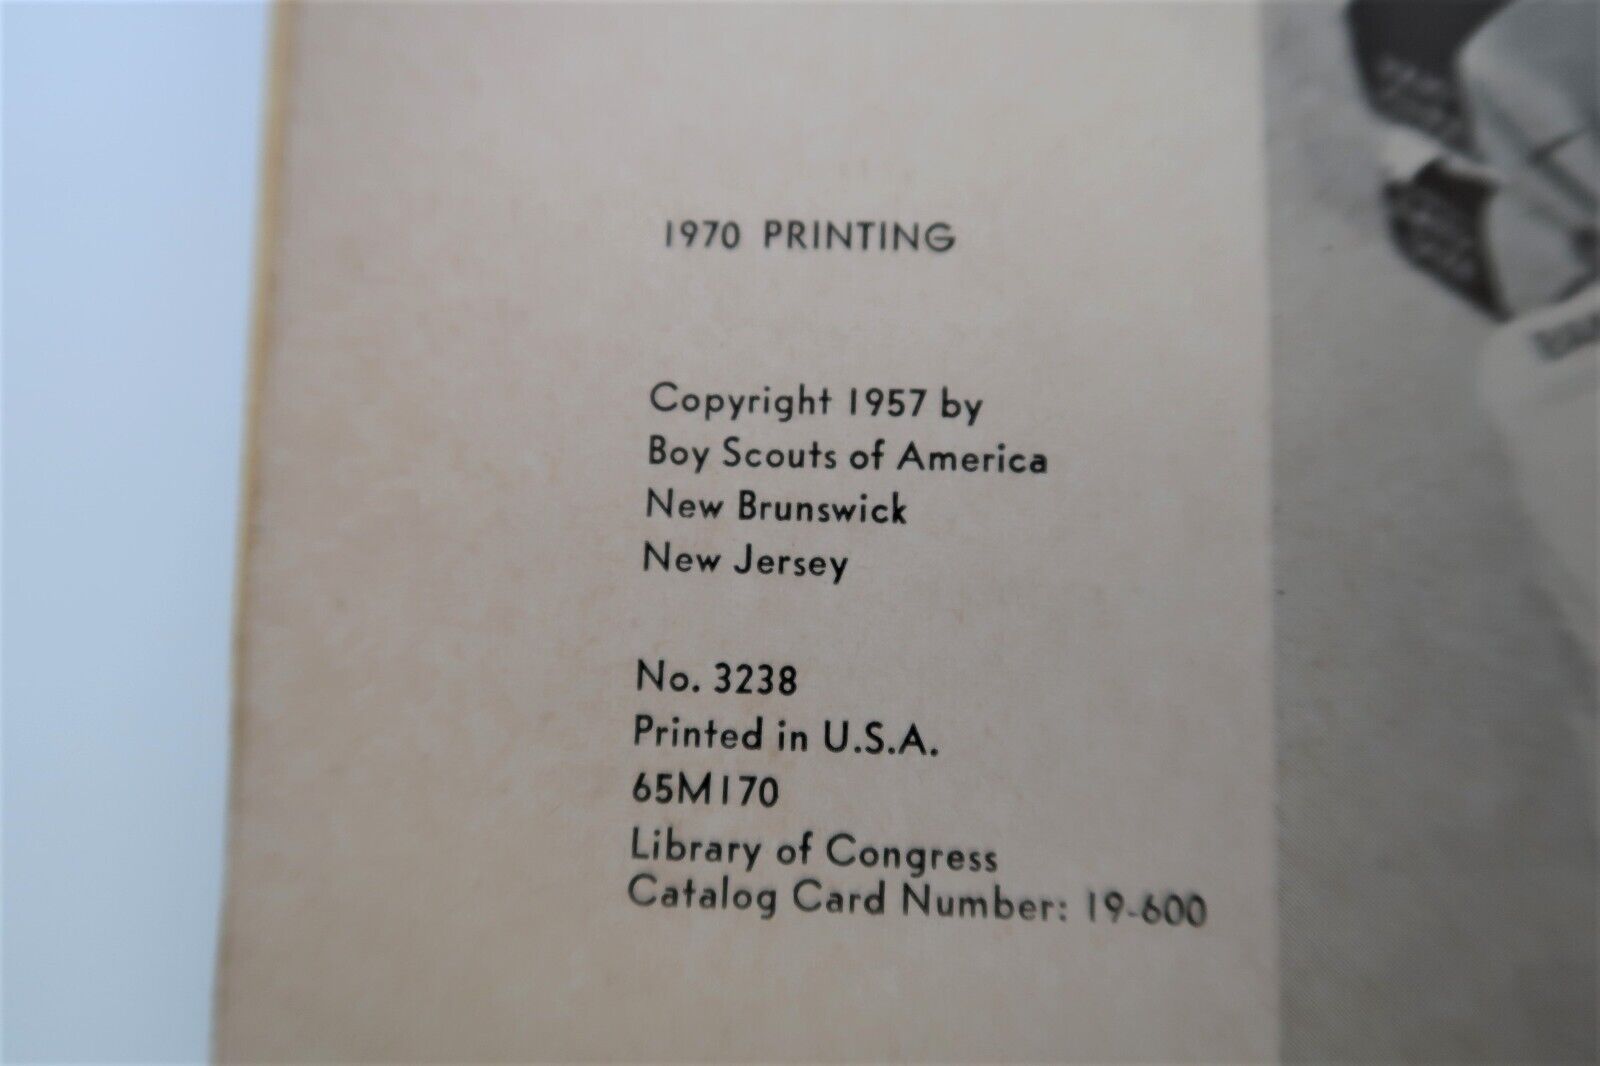 1970 PRINTING
Copyright 1957 by
Boy Scouts of America
New Brunswick
New Jersey
No. 3238
Printed in U.S.A.
65M170
Library of Congress
Catalog Card Number: 19-600